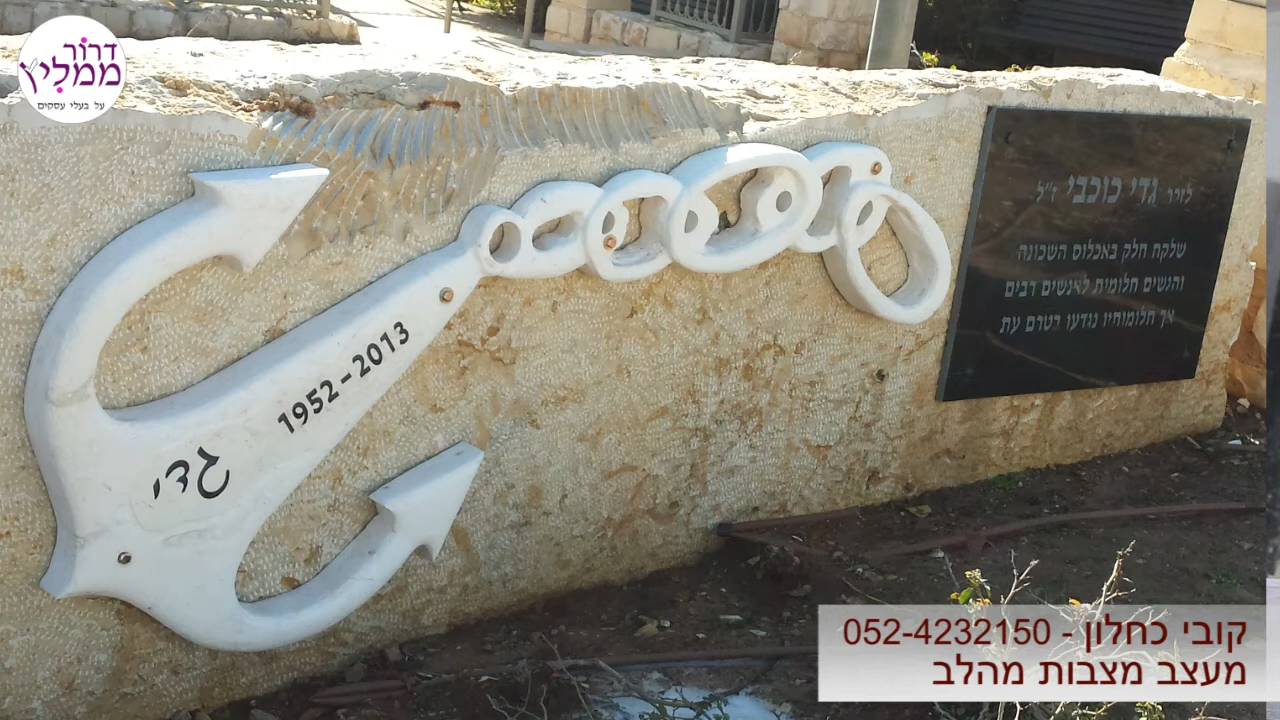 דרור
ממליץ
על בעלי עסקים
גדי
1952-2013
לזכר גדי כוכבי ז"ל
שלקח חלק באכלוס השכונה
והגשים חלומות לאנשים רבים
אך חלומותיו נגדעו בטרם עת
קובי כחלון - 052-4232150
מעצב מצבות מהלב